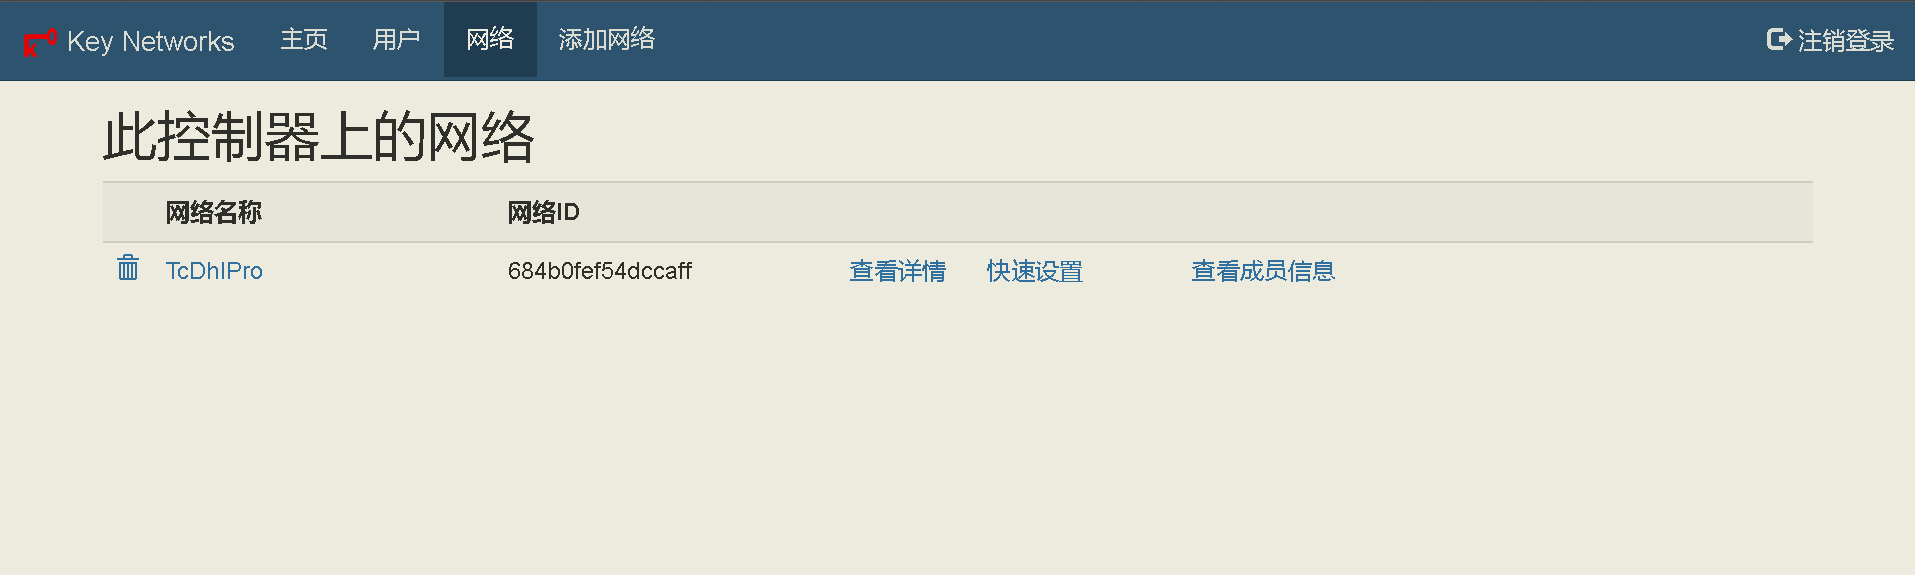 Key Networks 主页 用户 网络 添加网络 注销登录
此控制器上的网络
网络名称 网络ID
TcDhlPro 684b0fef54dccaff 查看详情 快速设置 查看成员信息